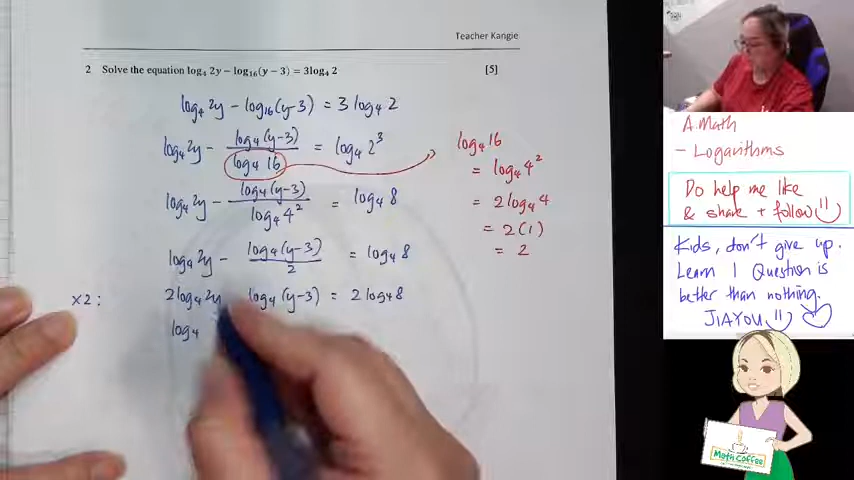 Teacher Kangie
2 Solve the equation log₄ 2y − log₁₆ (y − 3) = 3log₄ 2 [5]
log₄ 2y − log₁₆ (y−3) = 3 log₄ 2
log₄ 2y − log₄ (y−3) / log₄ 16 = log₄ 2³
log₄ 2y − log₄ (y−3) / log₄ 4² = log₄ 8
log₄ 2y − log₄ (y−3) / 2 = log₄ 8
×2: 2 log₄ 2y log₄ (y−3) = 2 log₄ 8
log₄
log₄ 16
= log₄ 4²
= 2 log₄ 4
= 2(1)
= 2
A.Math
- Logarithms
Do help me like
& share + follow
Kids, don't give up.
Learn 1 Question is
better than nothing.
JIAYOU
Math Coffee